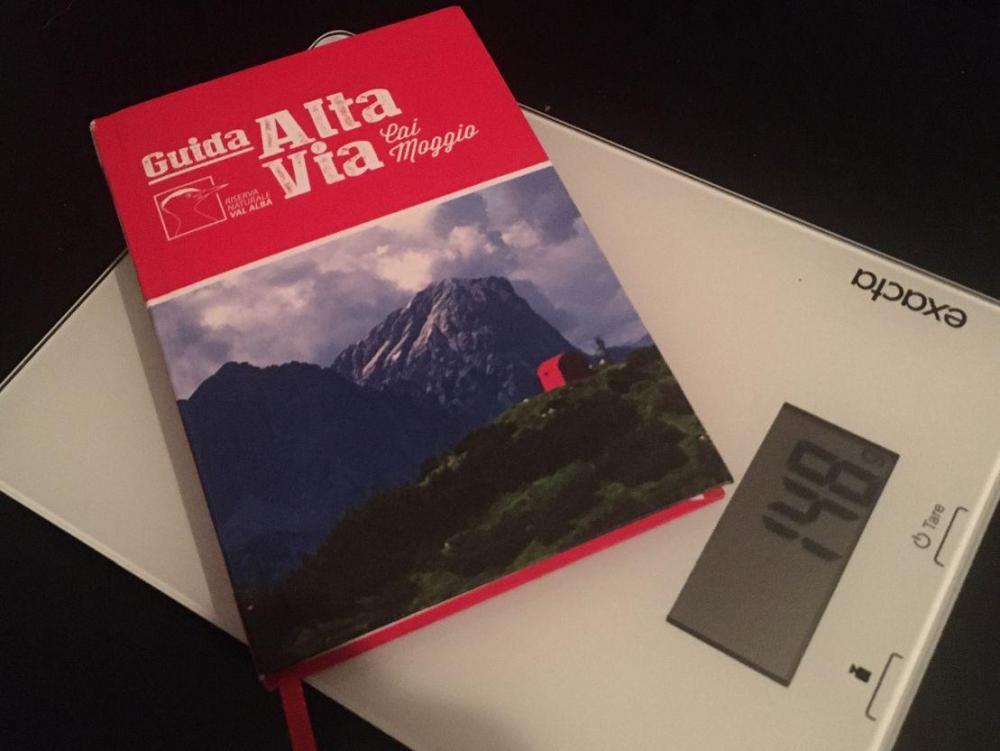 Guida Alta
Via Cai
Moggio
RISERVA
NATURALE
VAL ALBA
exacta
148 g
Tare